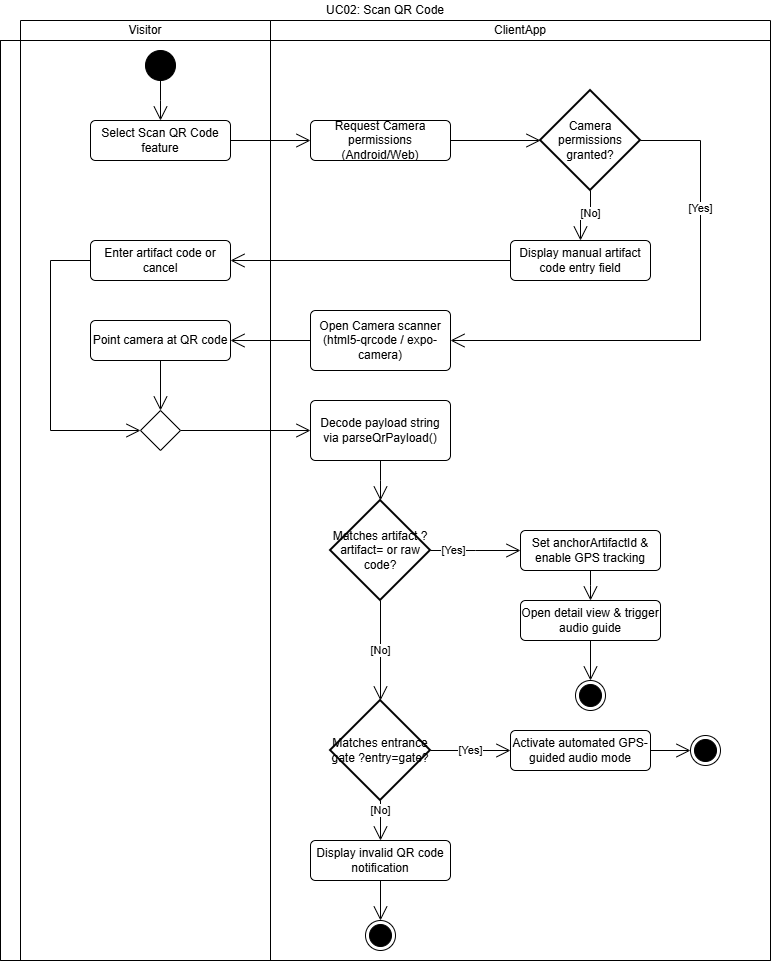 UC02: Scan QR Code
Visitor
ClientApp
Select Scan QR Code
feature
Request Camera
permissions
(Android/Web)
Camera
permissions
granted?
[No]
[Yes]
Enter artifact code or
cancel
Display manual artifact
code entry field
Point camera at QR code
Open Camera scanner
(html5-qrcode / expo-
camera)
Decode payload string
via parseQrPayload()
Matches artifact ?
artifact= or raw
code?
[Yes]
Set anchorArtifactId &
enable GPS tracking
Open detail view & trigger
audio guide
[No]
Matches entrance
gate ?entry=gate?
[Yes]
Activate automated GPS-
guided audio mode
[No]
Display invalid QR code
notification